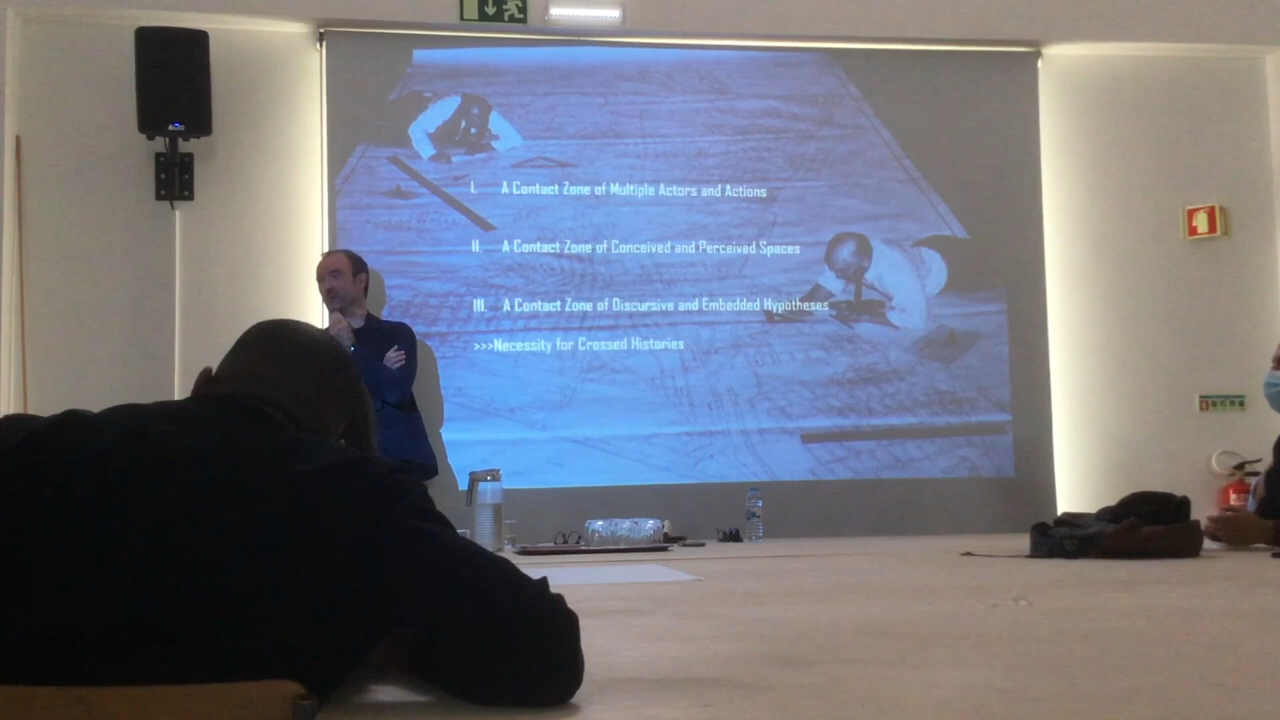 I. A Contact Zone of Multiple Actors and Actions
II. A Contact Zone of Conceived and Perceived Spaces
III. A Contact Zone of Discursive and Embedded Hypotheses
>>>Necessity for Crossed Histories